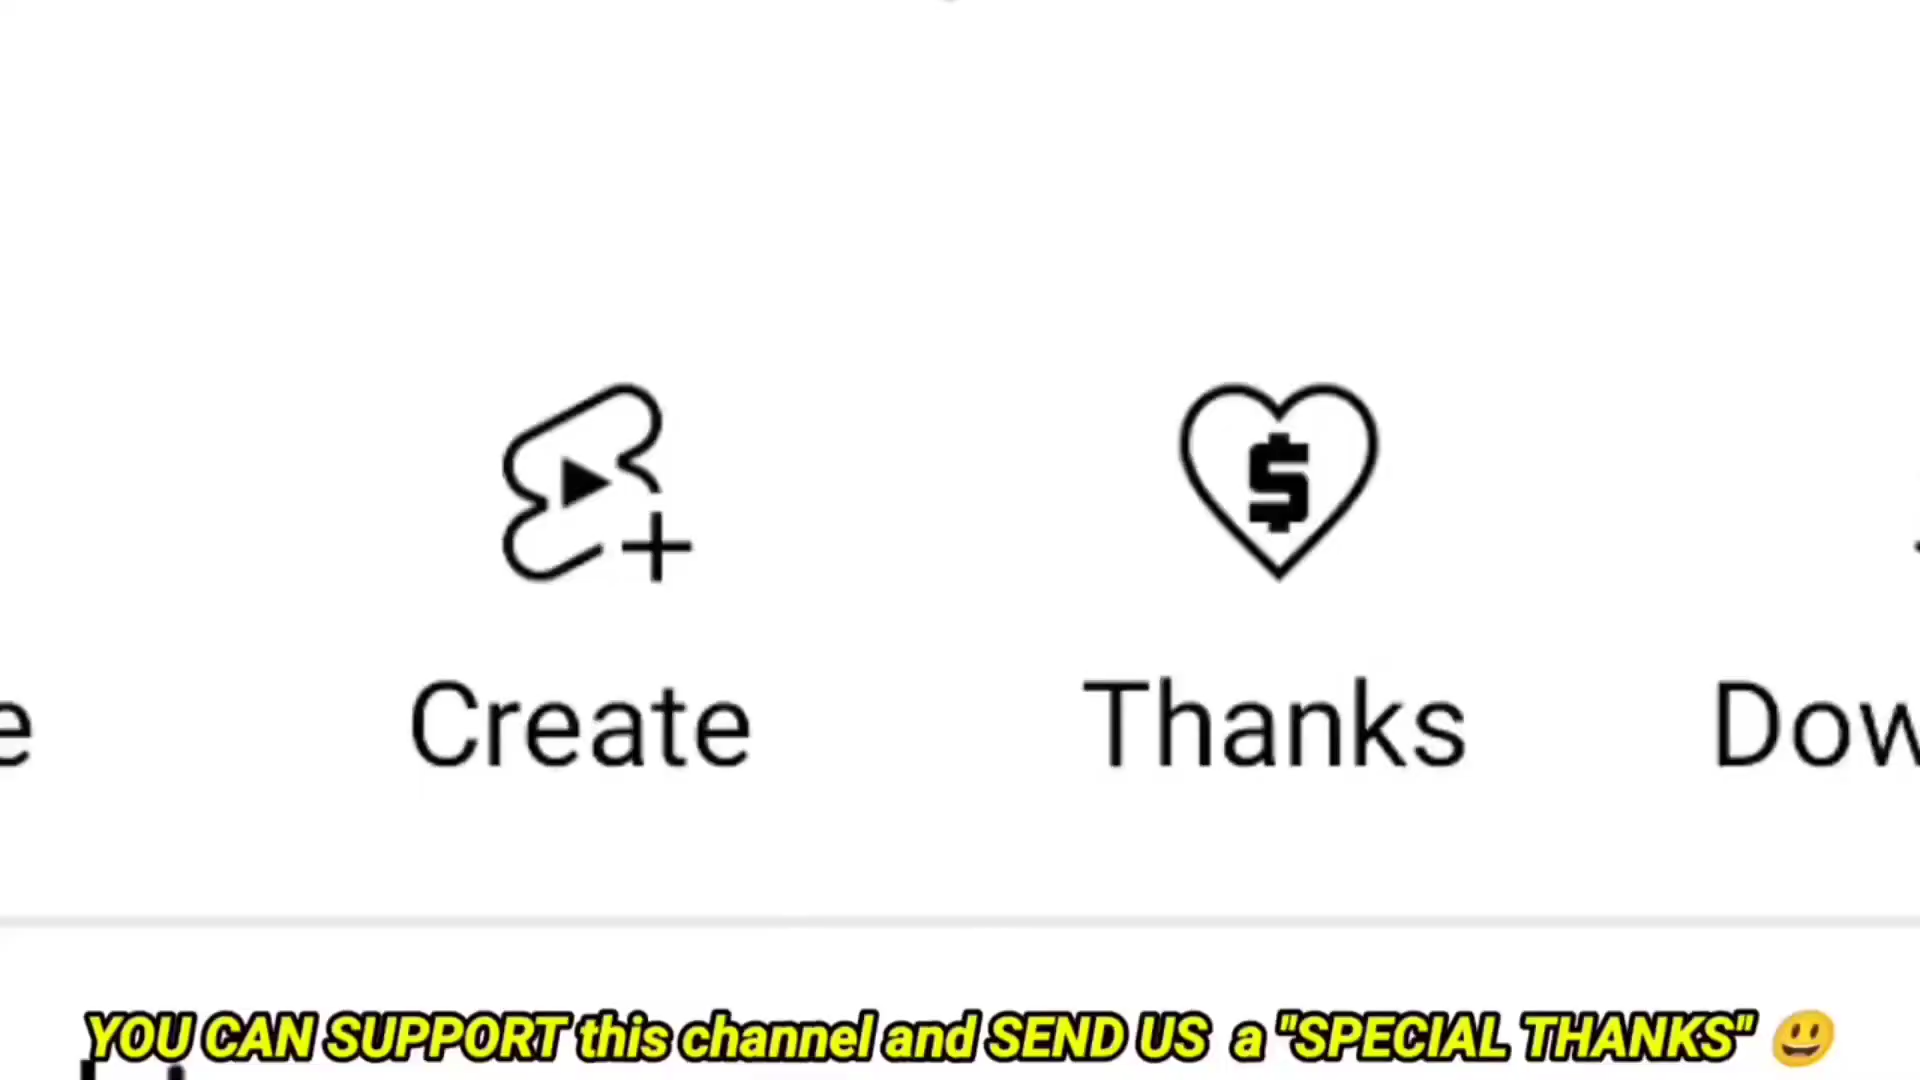 e Create Thanks Dow
YOU CAN SUPPORT this channel and SEND US a "SPECIAL THANKS" 😃